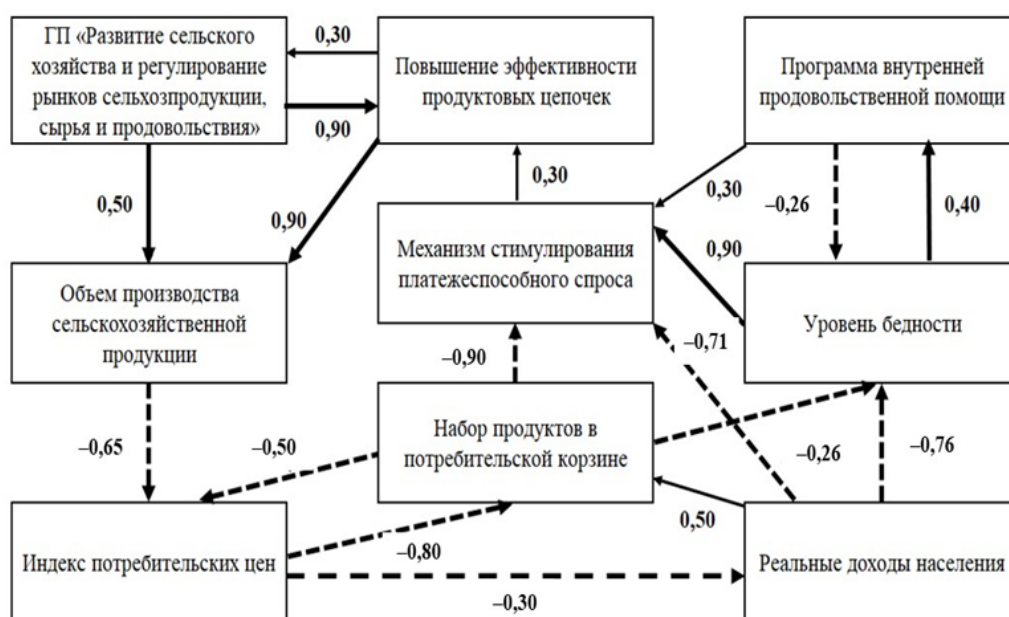 ГП «Развитие сельского
хозяйства и регулирование
рынков сельхозпродукции,
сырья и продовольствия»
0,30
0,90
Повышение эффективности
продуктовых цепочек
Программа внутренней
продовольственной помощи
0,50
0,90
0,30
0,30
–0,26
0,40
Механизм стимулирования
платежеспособного спроса
0,90
Объем производства
сельскохозяйственной
продукции
Уровень бедности
–0,90
–0,71
–0,65
–0,50
Набор продуктов в
потребительской корзине
–0,26
–0,76
0,50
Индекс потребительских цен
–0,80
–0,30
Реальные доходы населения